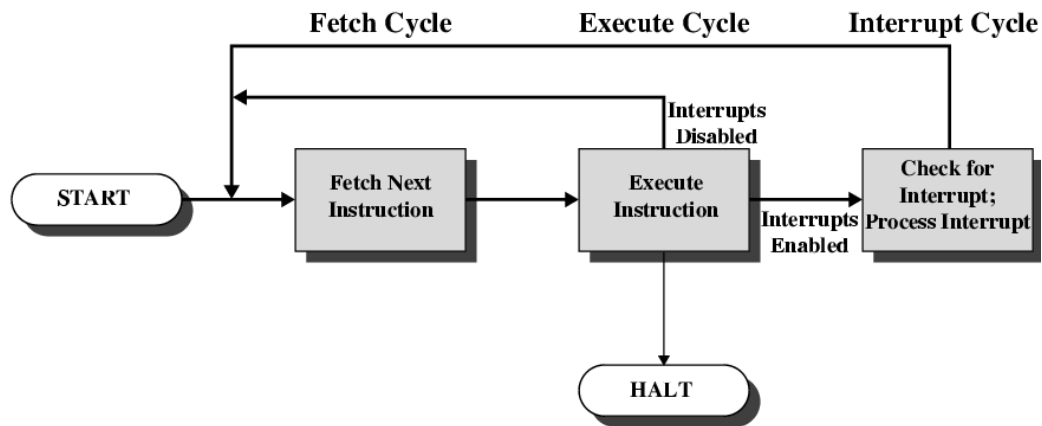 Fetch Cycle
Execute Cycle
Interrupt Cycle
Interrupts
Disabled
START
Fetch Next
Instruction
Execute
Instruction
Interrupts
Enabled
Check for
Interrupt;
Process Interrupt
HALT